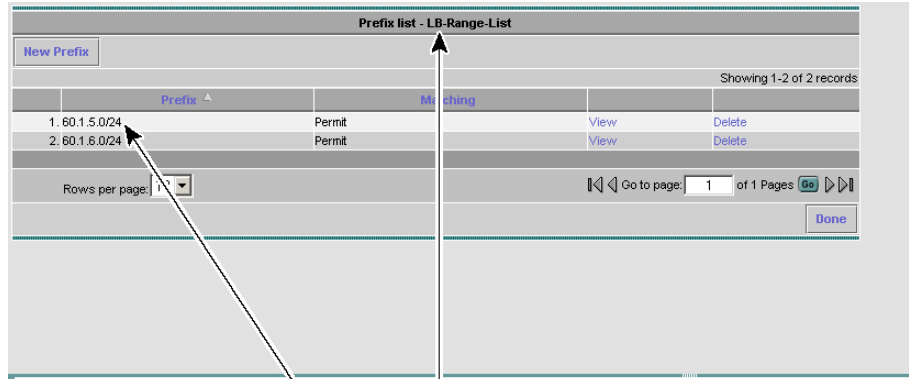 Prefix list - LB-Range-List
New Prefix
Showing 1-2 of 2 records
Prefix Matching
1. 60.1.5.0/24 Permit View Delete
2. 60.1.6.0/24 Permit View Delete
Rows per page: Go to page: 1 of 1 Pages Go
Done